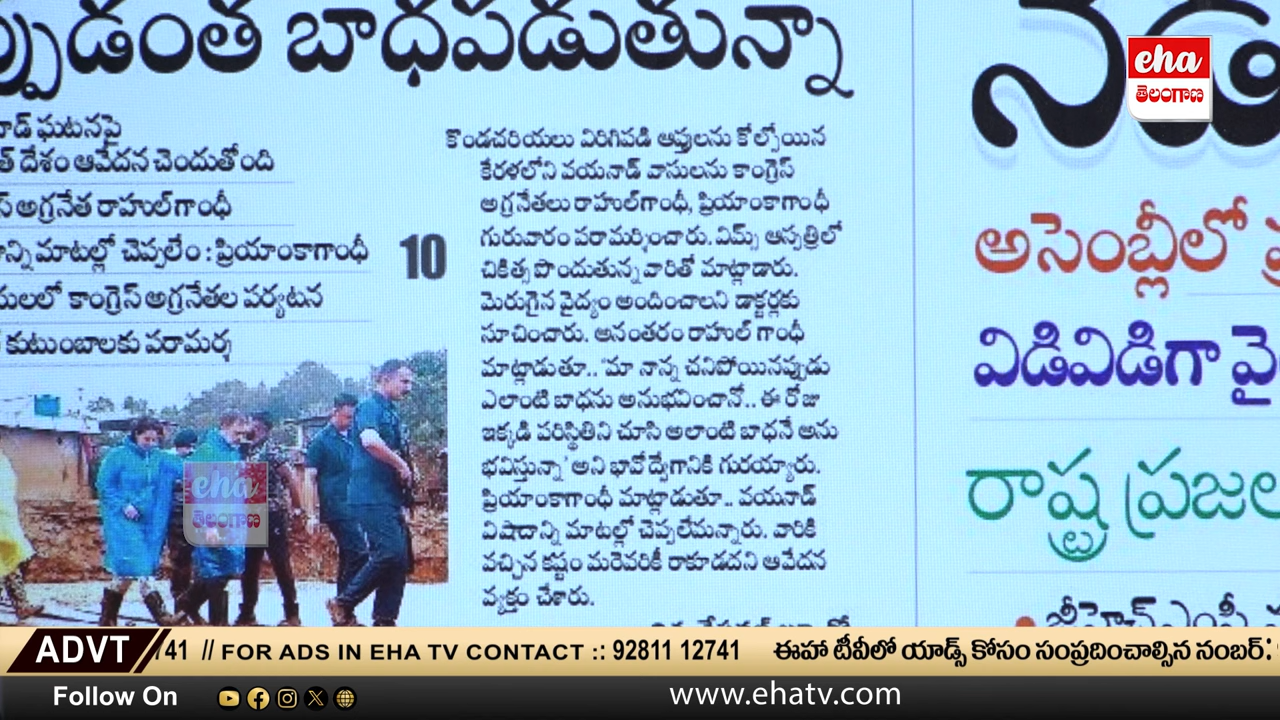 బాధపడుతున్నా
ఘటనపై
దేశం ఆవేదన చెందుతోంది
అగ్రనేత రాహుల్‌గాంధీ
మాటల్లో చెప్పలేం : ప్రియాంకాగాంధీ
కాంగ్రెస్ అగ్రనేతల పర్యటన
కుటుంబాలకు పరామర్శ
10
కొండచరియలు విరిగిపడి ఆప్తులను కోల్పోయిన
కేరళలోని వయనాడ్ వాసులను కాంగ్రెస్
అగ్రనేతలు రాహుల్‌గాంధీ, ప్రియాంకాగాంధీ
గురువారం పరామర్శించారు. విమ్స్ ఆస్పత్రిలో
చికిత్స పొందుతున్న వారితో మాట్లాడారు.
మెరుగైన వైద్యం అందించాలని డాక్టర్లకు
సూచించారు. అనంతరం రాహుల్ గాంధీ
మాట్లాడుతూ.. 'మా నాన్న చనిపోయినప్పుడు
ఎలాంటి బాధను అనుభవించానో.. ఈ రోజు
ఇక్కడి పరిస్థితిని చూసి అలాంటి బాధనే అను
భవిస్తున్నా' అని భావోద్వేగానికి గురయ్యారు.
ప్రియాంకాగాంధీ మాట్లాడుతూ.. వయనాడ్
విషాదాన్ని మాటల్లో చెప్పలేమన్నారు. వారికి
వచ్చిన కష్టం మరెవరికీ రాకూడదని ఆవేదన
వ్యక్తం చేశారు.
అసెంబ్లీలో
విడివిడిగా
రాష్ట్ర
జీహెచ్ఎంసీ
eha
తెలంగాణ
eha
తెలంగాణ
ADVT
741 // FOR ADS IN EHA TV CONTACT :: 92811 12741 ఈహా టీవీలో యాడ్స్ కోసం సంప్రదించాల్సిన నంబర్:
Follow On
www.ehatv.com